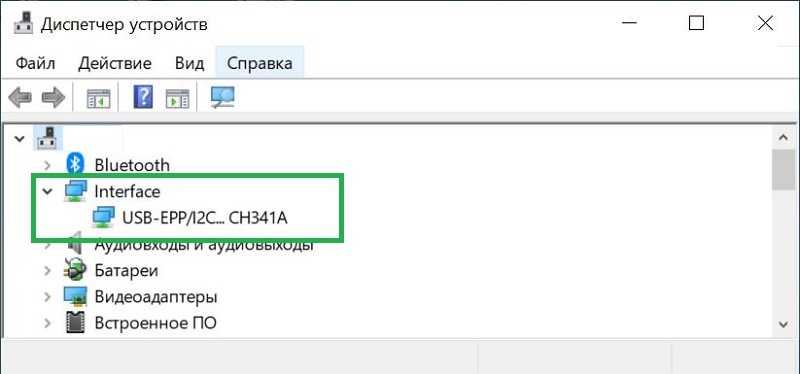 Диспетчер устройств
Файл Действие Вид Справка
Bluetooth
Interface
USB-EPP/I2C... CH341A
Аудиовходы и аудиовыходы
Батареи
Видеоадаптеры
Встроенное ПО